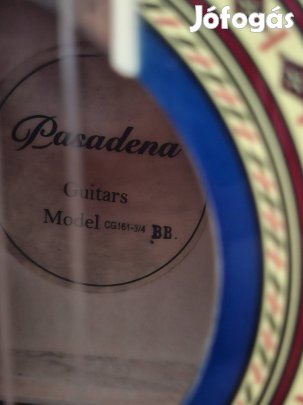 Jófogás
Pasadena
Guitars
Model CG161-3/4 BB.